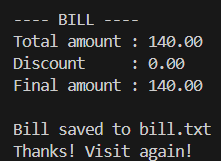 ---- BILL ----
Total amount : 140.00
Discount     : 0.00
Final amount : 140.00

Bill saved to bill.txt
Thanks! Visit again!